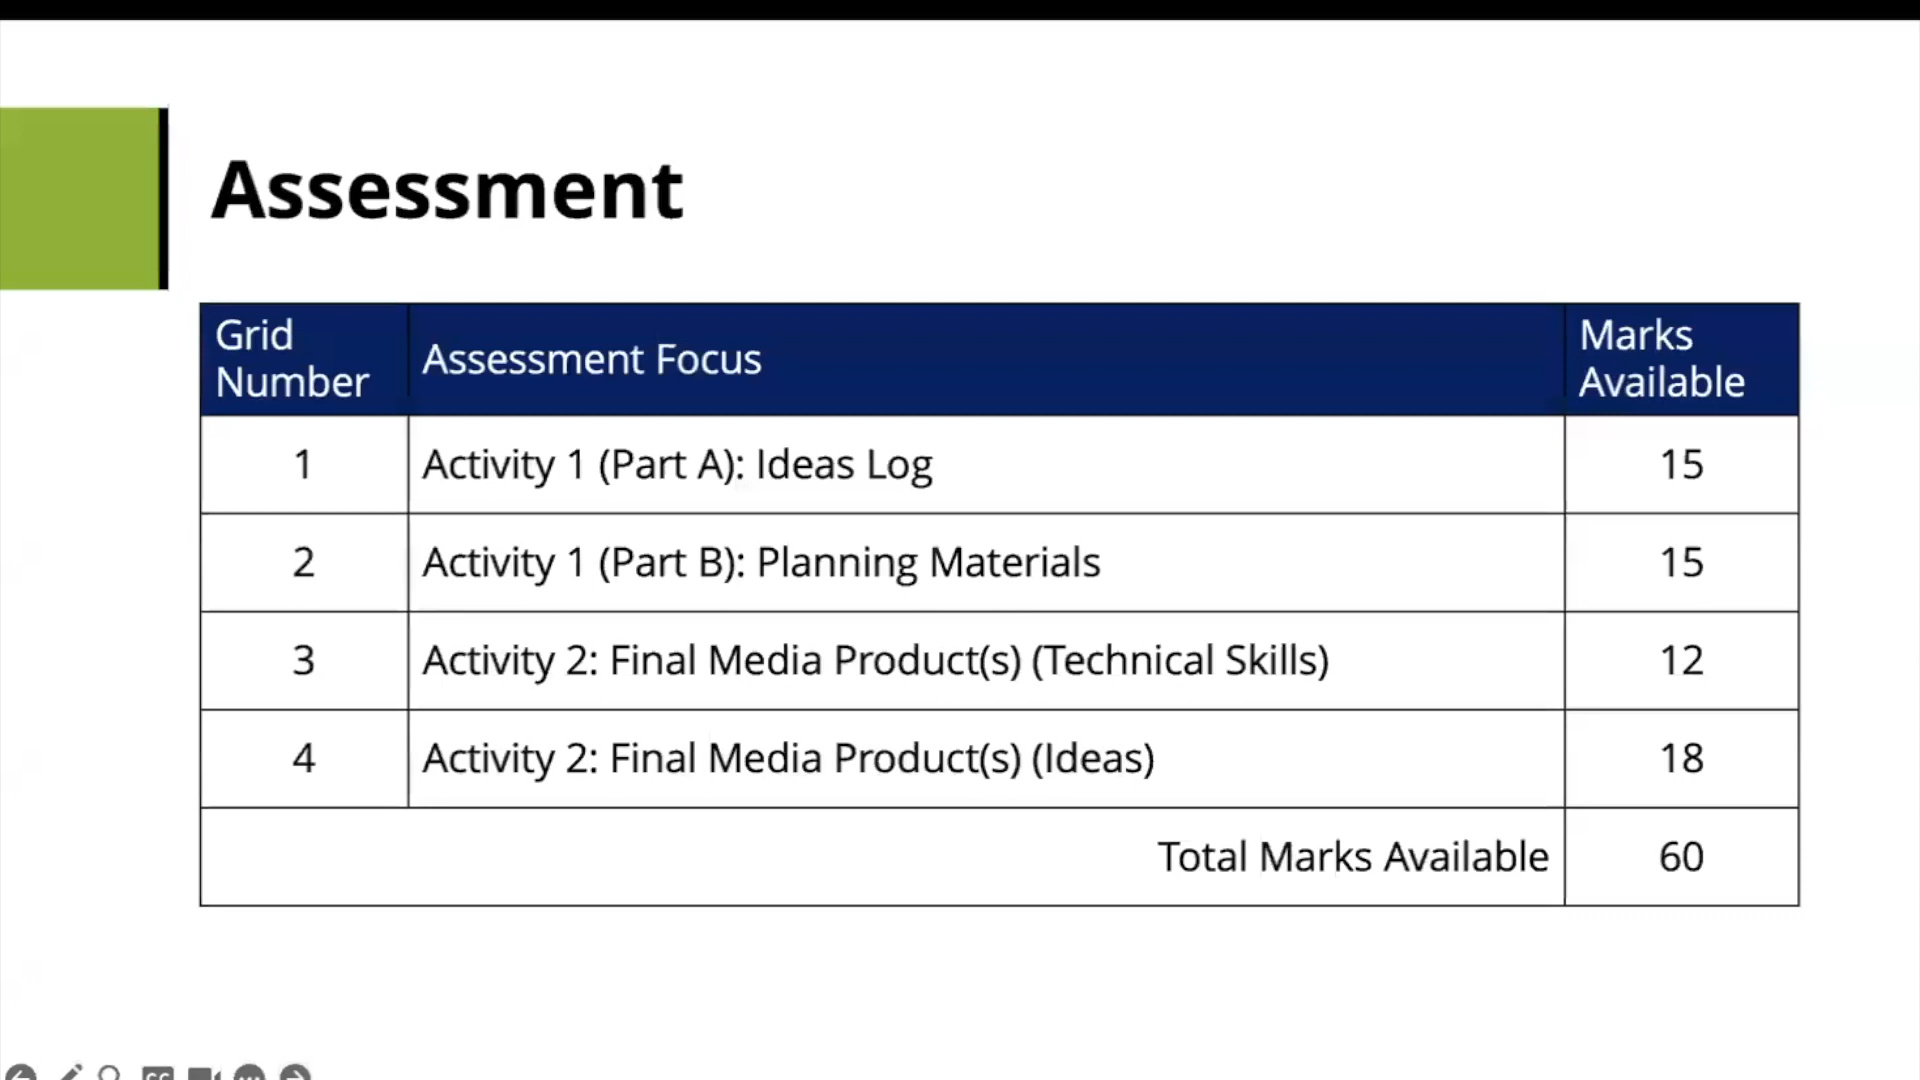 Assessment
Grid
Number
Assessment Focus
Marks
Available
1
Activity 1 (Part A): Ideas Log
15
2
Activity 1 (Part B): Planning Materials
15
3
Activity 2: Final Media Product(s) (Technical Skills)
12
4
Activity 2: Final Media Product(s) (Ideas)
18
Total Marks Available
60